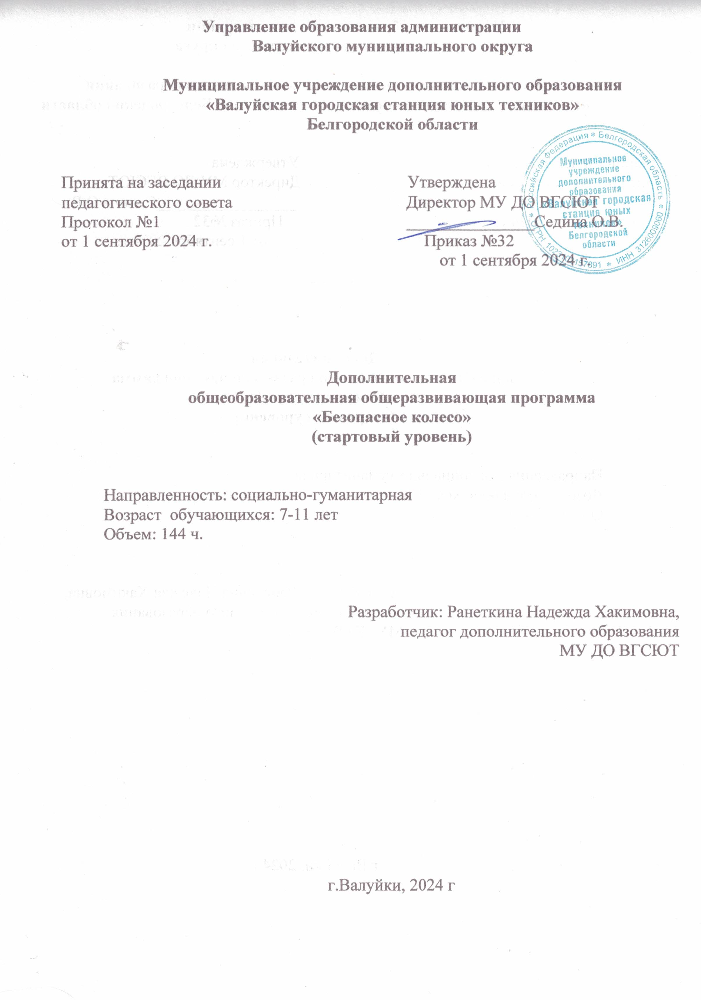 Управление образования администрации
Валуйского муниципального округа
Муниципальное учреждение дополнительного образования
«Валуйская городская станция юных техников»
Белгородской области
Принята на заседании
педагогического совета
Протокол №1
от 1 сентября 2024 г.
Утверждена
Директор МУ ДО ВГСЮТ
Седина О.В.
Приказ №32
от 1 сентября 2024 г.
Российская Федерация * Белгородская область *
ИНН 3126009060
Муниципальное
учреждение
дополнительного
образования
«Валуйская городская
станция юных
техников»
Белгородской
области
Дополнительная
общеобразовательная общеразвивающая программа
«Безопасное колесо»
(стартовый уровень)
Направленность: социально-гуманитарная
Возраст  обучающихся: 7-11 лет
Объем: 144 ч.
Разработчик: Ранеткина Надежда Хакимовна,
педагог дополнительного образования
МУ ДО ВГСЮТ
г.Валуйки, 2024 г